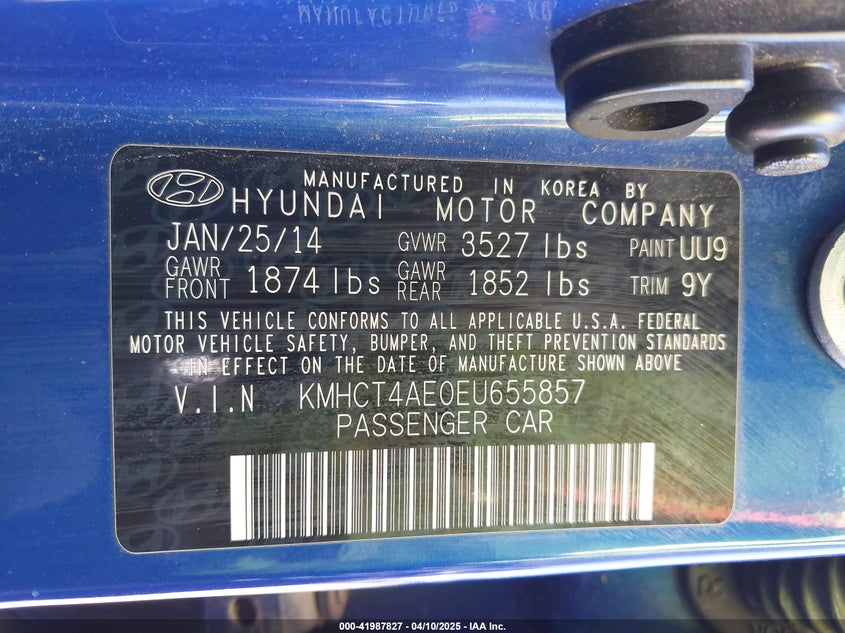 MANUFACTURED IN KOREA BY
HYUNDAI MOTOR COMPANY
JAN/25/14 GVWR 3527 lbs PAINT UU9
GAWR FRONT 1874 lbs GAWR REAR 1852 lbs TRIM 9Y
THIS VEHICLE CONFORMS TO ALL APPLICABLE U.S.A. FEDERAL
MOTOR VEHICLE SAFETY, BUMPER, AND THEFT PREVENTION STANDARDS
IN EFFECT ON THE DATE OF MANUFACTURE SHOWN ABOVE
V.I.N KMHCT4AE0EU655857
PASSENGER CAR
000-41987827 - 04/10/2025 - IAA Inc.